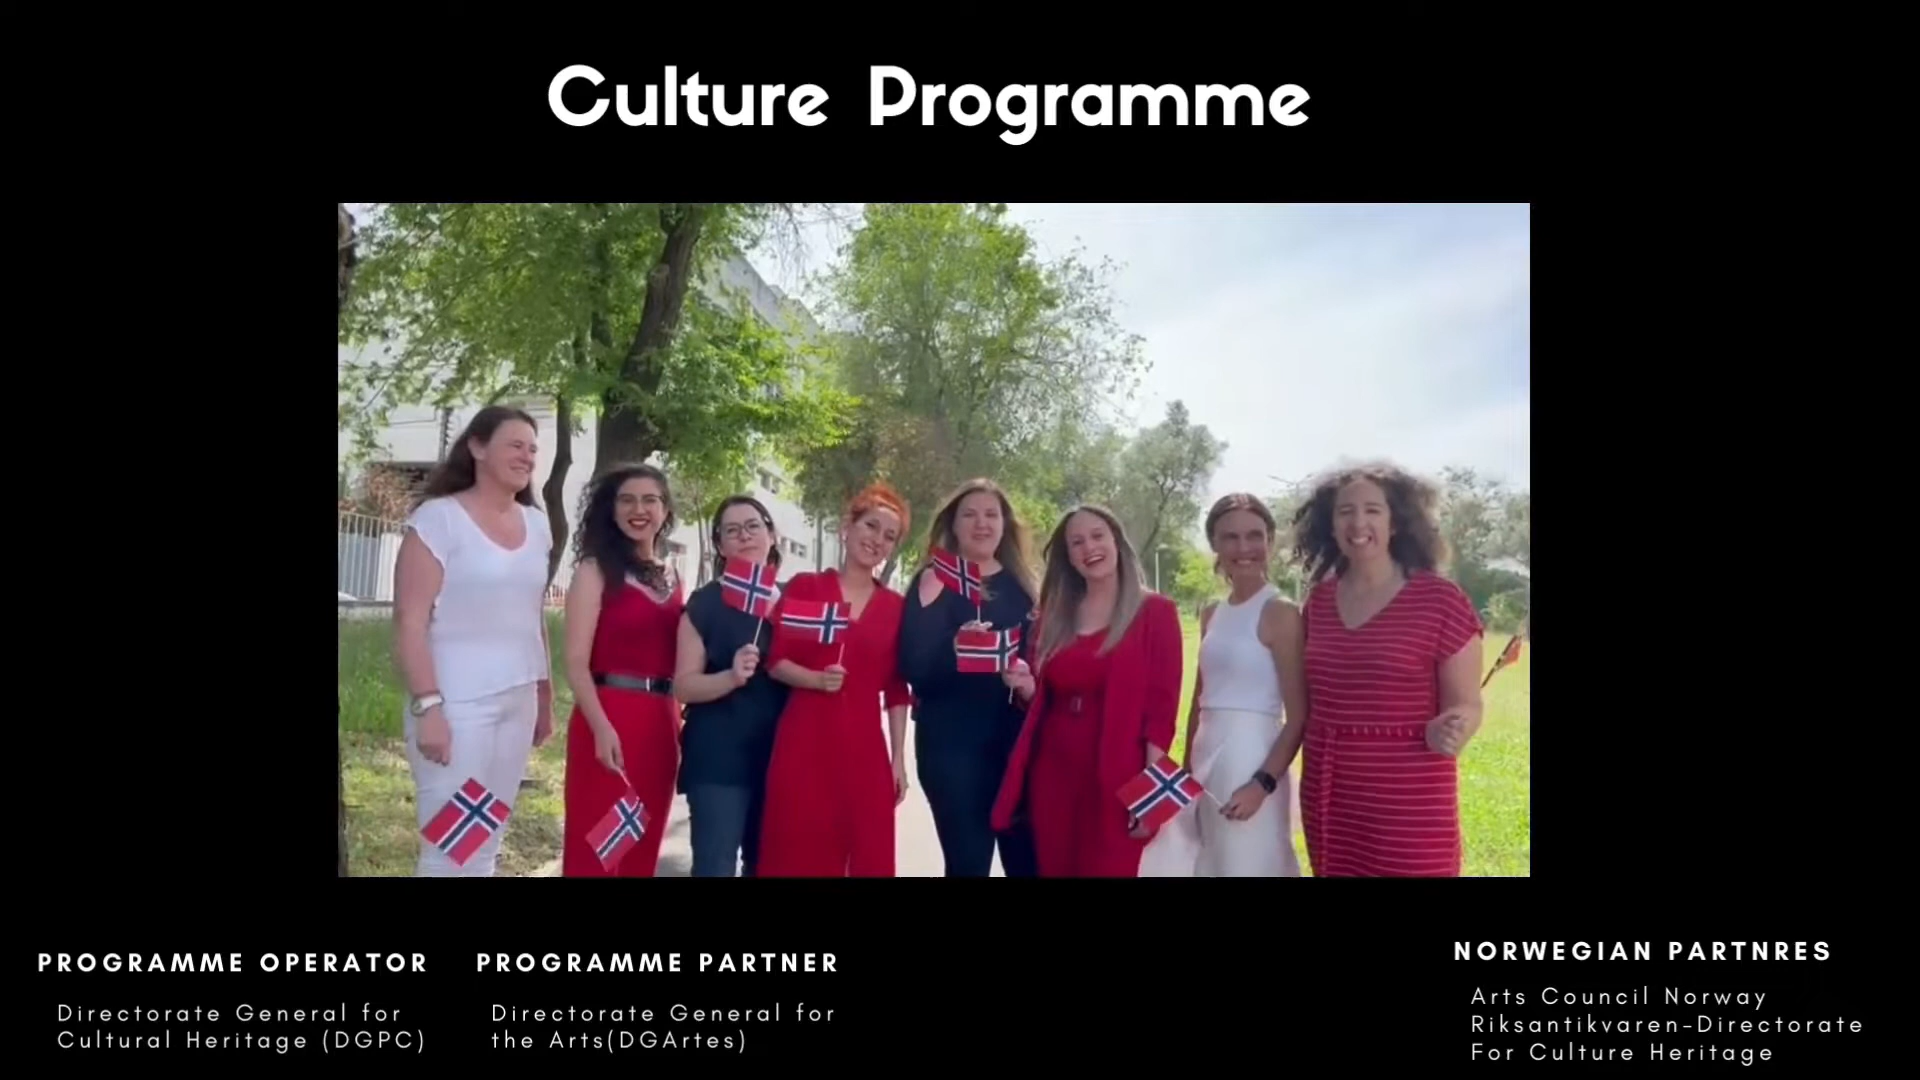 Culture Programme
PROGRAMME OPERATOR
Directorate General for
Cultural Heritage (DGPC)
PROGRAMME PARTNER
Directorate General for
the Arts(DGArtes)
NORWEGIAN PARTNRES
Arts Council Norway
Riksantikvaren-Directorate
For Culture Heritage